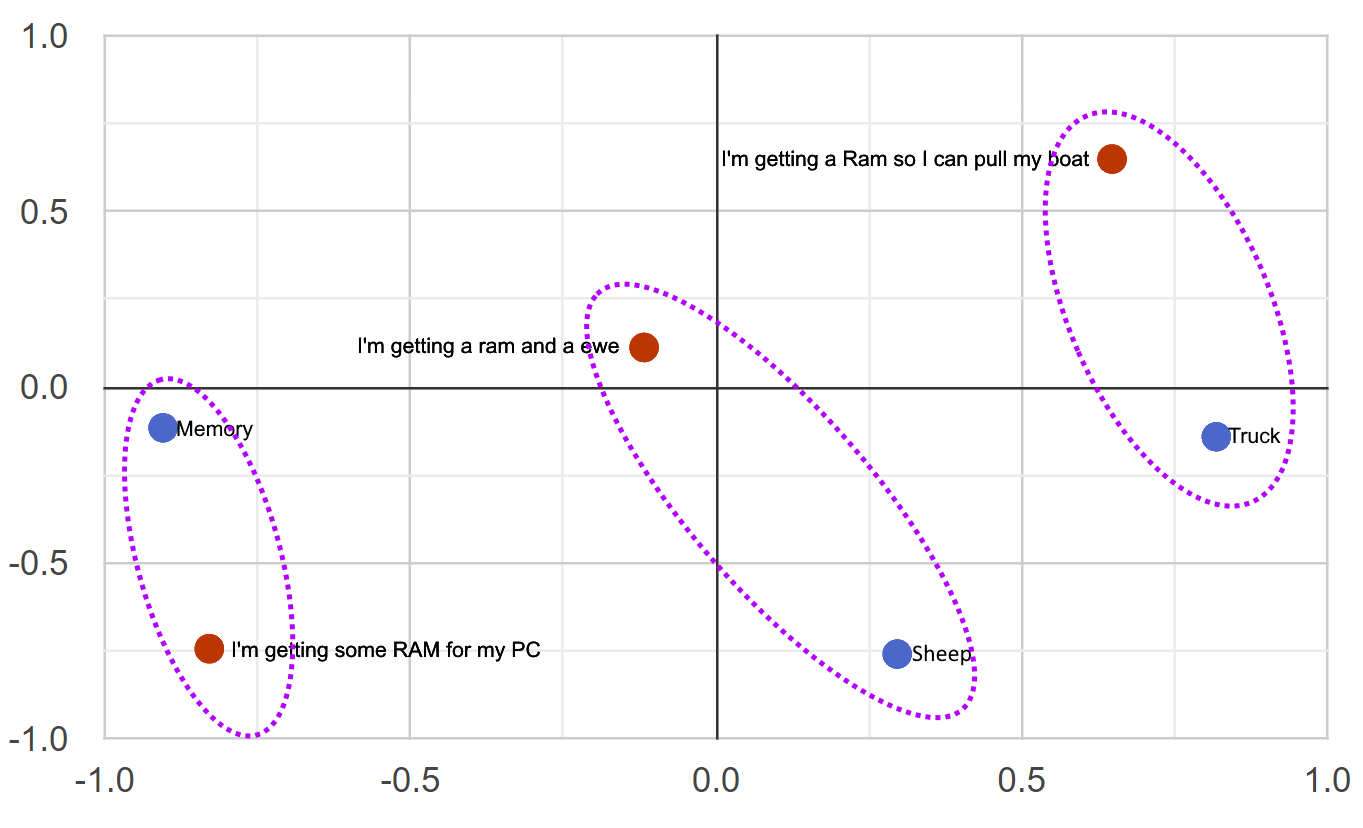 1.0
I'm getting a Ram so I can pull my boat
0.5
I'm getting a ram and a ewe
0.0
Memory
Truck
-0.5
I'm getting some RAM for my PC
Sheep
-1.0
-1.0 -0.5 0.0 0.5 1.0